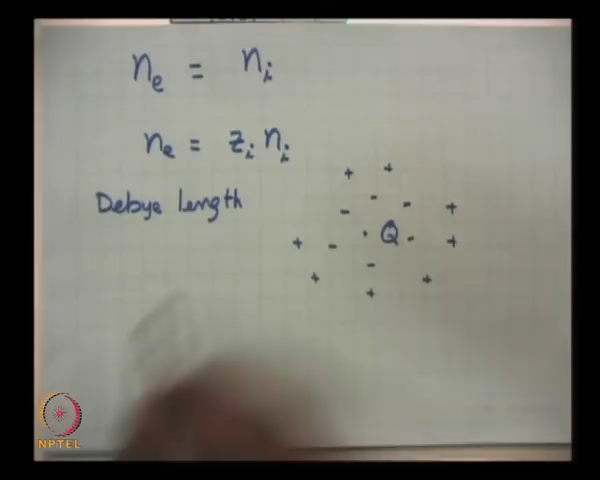 n_e = n_i
n_e = z_i n_i
Debye length
Q
NPTEL